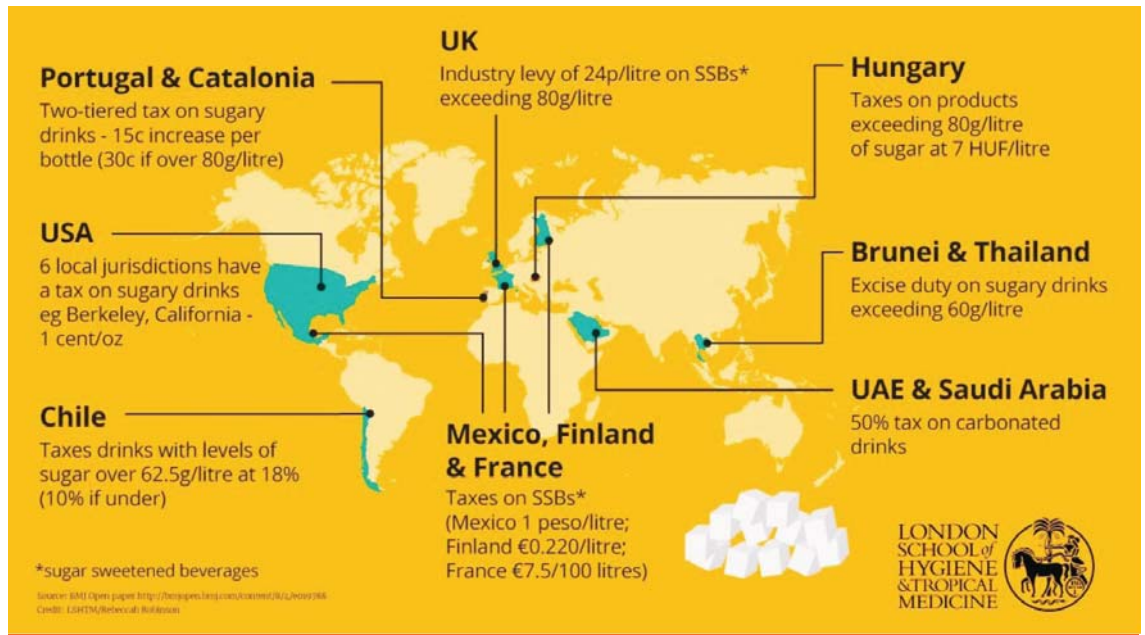 UK
Industry levy of 24p/litre on SSBs*
exceeding 80g/litre
Portugal & Catalonia
Two-tiered tax on sugary
drinks - 15c increase per
bottle (30c if over 80g/litre)
Hungary
Taxes on products
exceeding 80g/litre
of sugar at 7 HUF/litre
USA
6 local jurisdictions have
a tax on sugary drinks
eg Berkeley, California -
1 cent/oz
Brunei & Thailand
Excise duty on sugary drinks
exceeding 60g/litre
UAE & Saudi Arabia
50% tax on carbonated
drinks
Chile
Taxes drinks with levels of
sugar over 62.5g/litre at 18%
(10% if under)
Mexico, Finland
& France
Taxes on SSBs*
(Mexico 1 peso/litre;
Finland €0.220/litre;
France €7.5/100 litres)
*sugar sweetened beverages
Source: BMJ Open paper
Credit: LSHTM/Rebeccah Robinson
LONDON
SCHOOL of
HYGIENE
& TROPICAL
MEDICINE